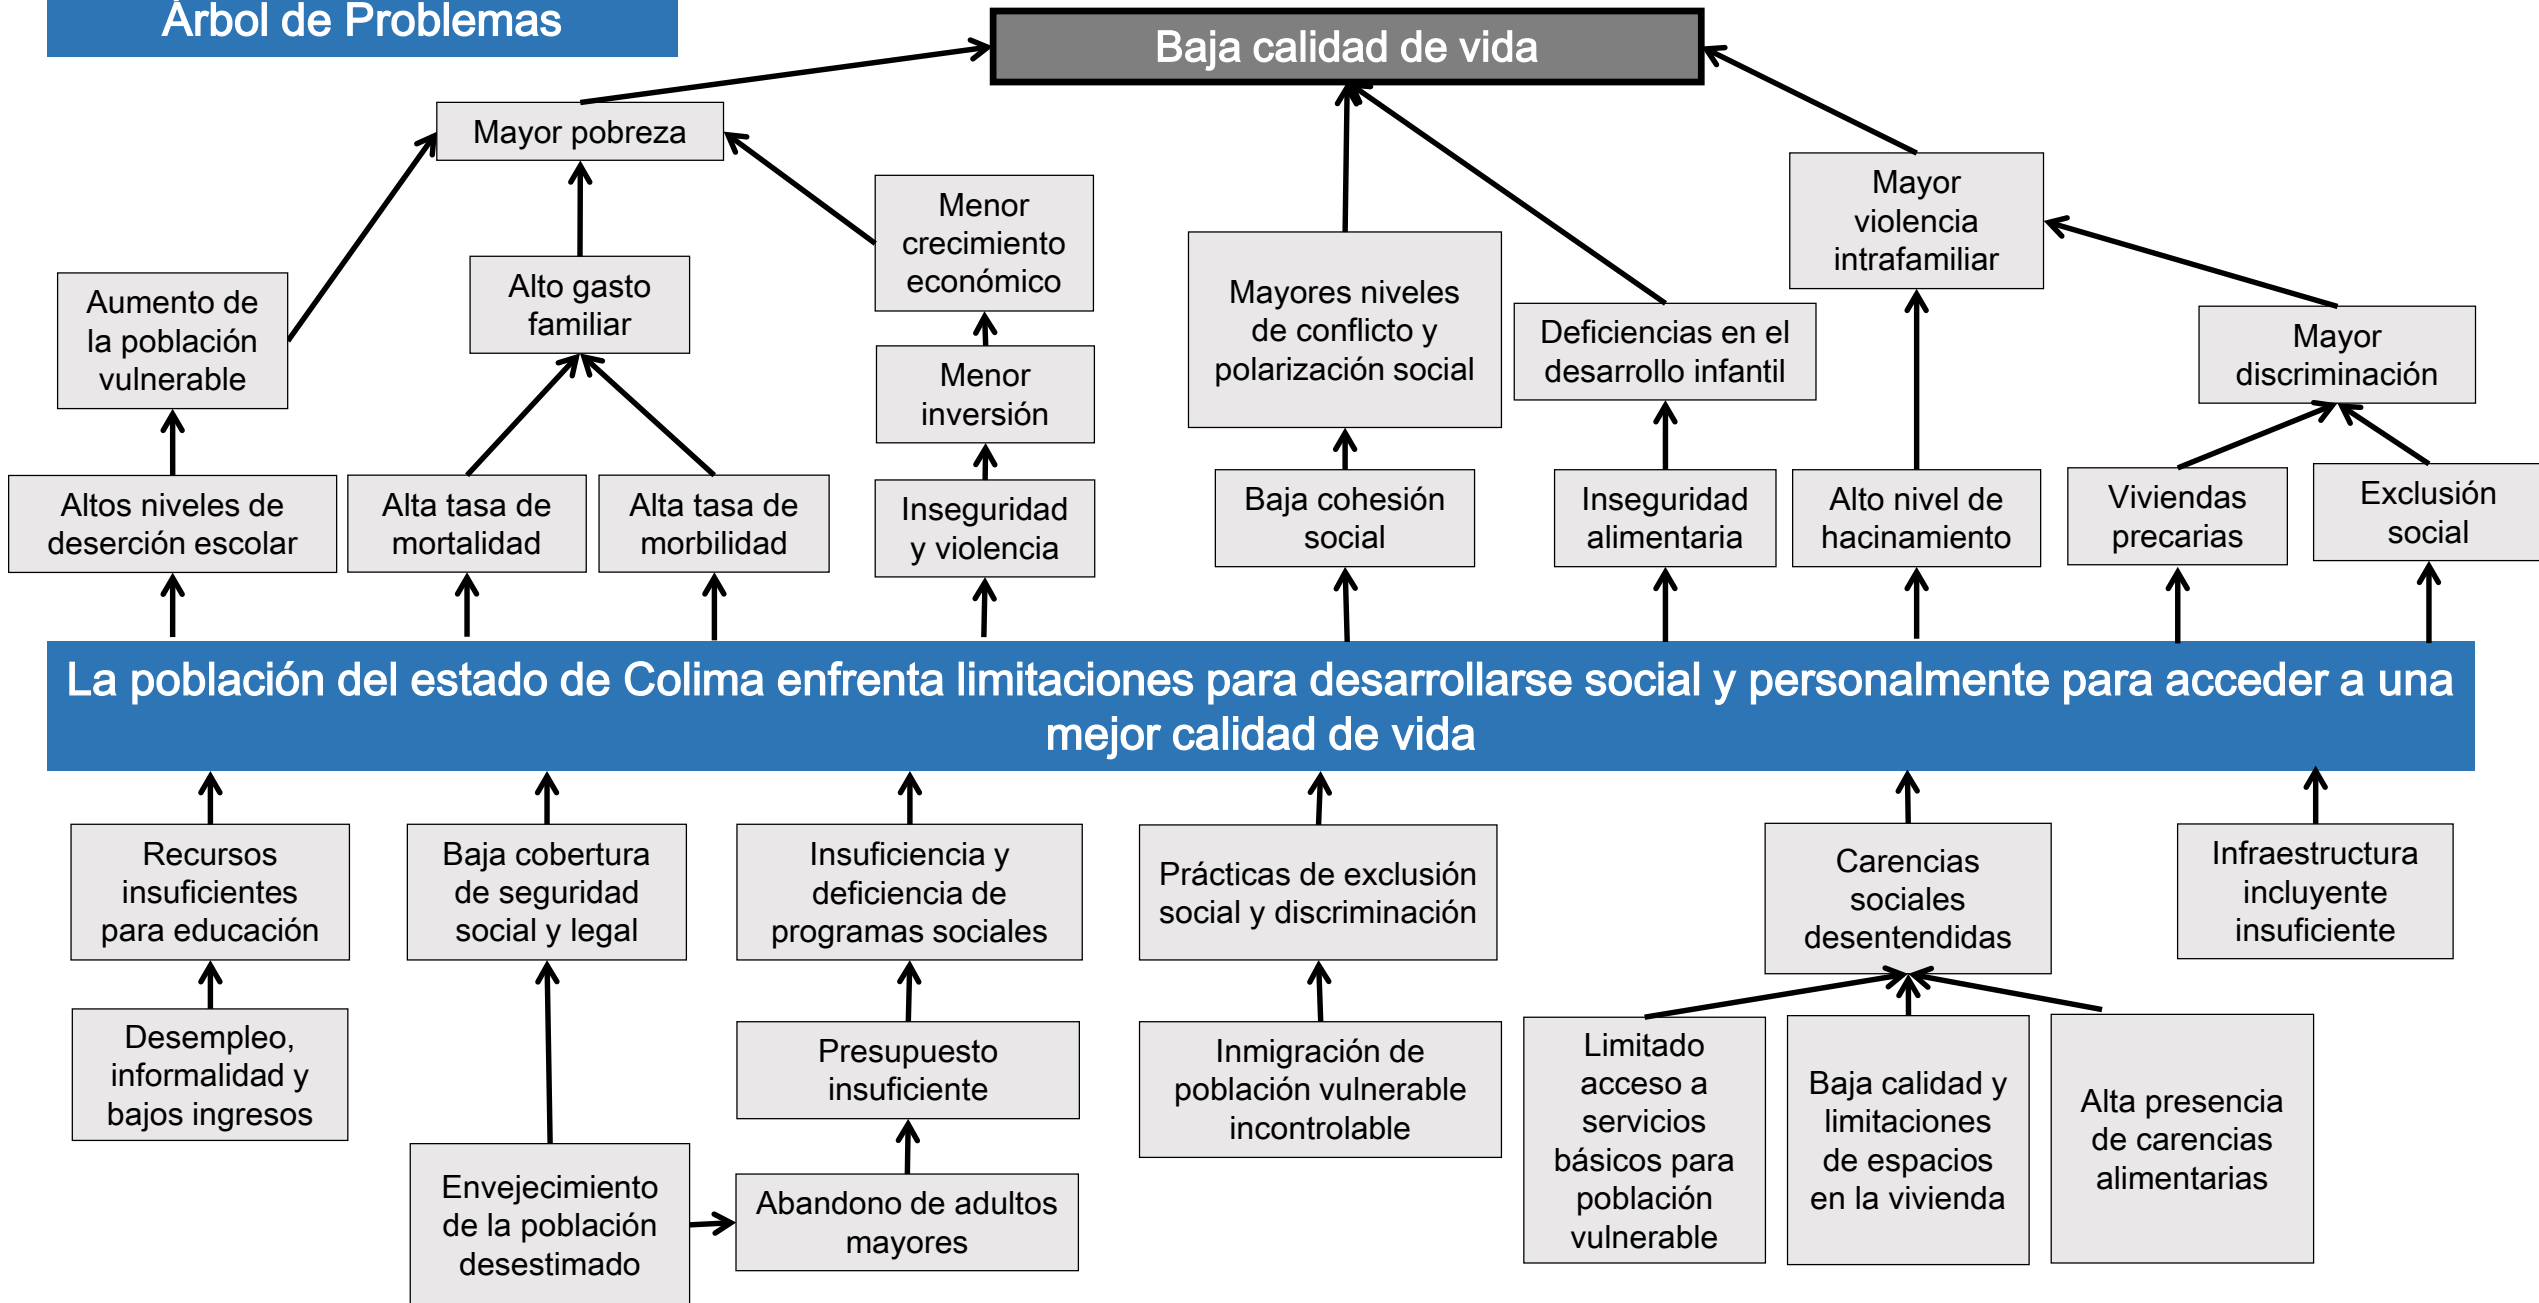 Árbol de Problemas
Baja calidad de vida
Mayor pobreza
Menor
crecimiento
económico
Mayor
violencia
intrafamiliar
Aumento de
la población
vulnerable
Alto gasto
familiar
Mayores niveles
de conflicto y
polarización social
Deficiencias en el
desarrollo infantil
Mayor
discriminación
Menor
inversión
Altos niveles de
deserción escolar
Alta tasa de
mortalidad
Alta tasa de
morbilidad
Inseguridad
y violencia
Baja cohesión
social
Inseguridad
alimentaria
Alto nivel de
hacinamiento
Viviendas
precarias
Exclusión
social
La población del estado de Colima enfrenta limitaciones para desarrollarse social y personalmente para acceder a una
mejor calidad de vida
Recursos
insuficientes
para educación
Baja cobertura
de seguridad
social y legal
Insuficiencia y
deficiencia de
programas sociales
Prácticas de exclusión
social y discriminación
Carencias
sociales
desentendidas
Infraestructura
incluyente
insuficiente
Desempleo,
informalidad y
bajos ingresos
Presupuesto
insuficiente
Inmigración de
población vulnerable
incontrolable
Limitado
acceso a
servicios
básicos para
población
vulnerable
Baja calidad y
limitaciones
de espacios
en la vivienda
Alta presencia
de carencias
alimentarias
Envejecimiento
de la población
desestimado
Abandono de adultos
mayores